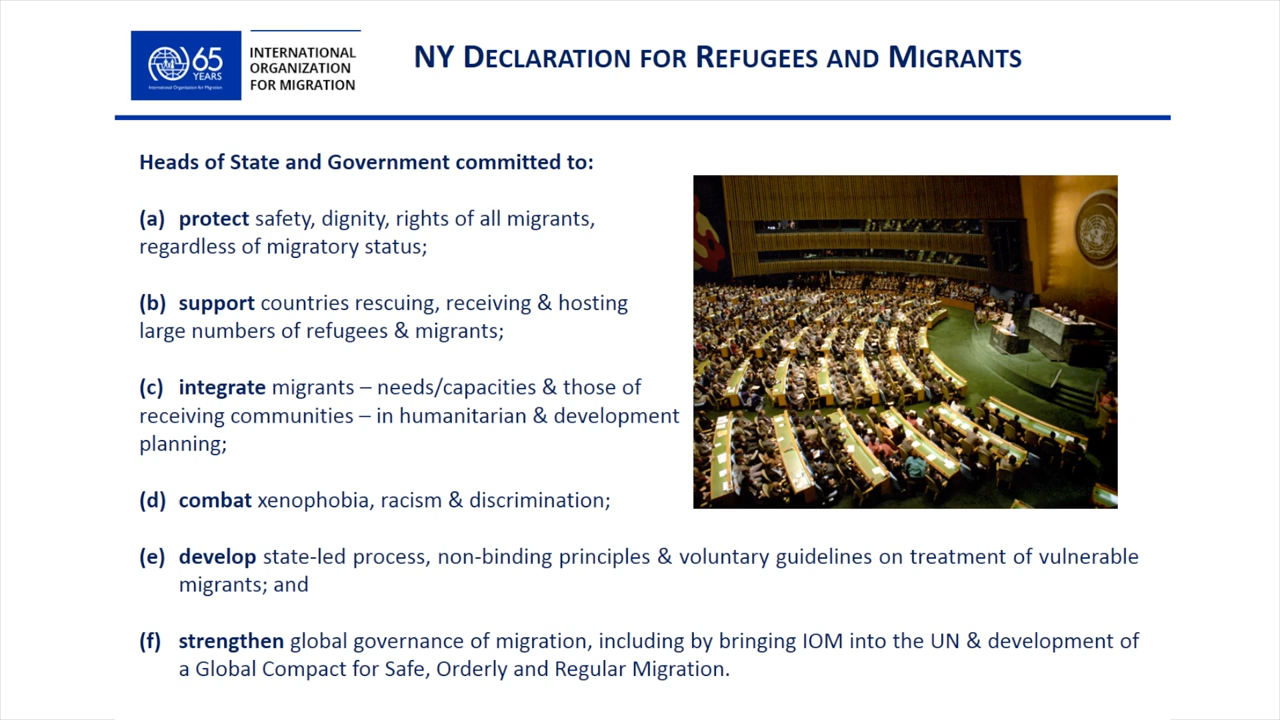 65
YEARS
International Organization for Migration
INTERNATIONAL
ORGANIZATION
FOR MIGRATION
NY DECLARATION FOR REFUGEES AND MIGRANTS
Heads of State and Government committed to:
(a) protect safety, dignity, rights of all migrants,
regardless of migratory status;
(b) support countries rescuing, receiving & hosting
large numbers of refugees & migrants;
(c) integrate migrants – needs/capacities & those of
receiving communities – in humanitarian & development
planning;
(d) combat xenophobia, racism & discrimination;
(e) develop state-led process, non-binding principles & voluntary guidelines on treatment of vulnerable
migrants; and
(f) strengthen global governance of migration, including by bringing IOM into the UN & development of
a Global Compact for Safe, Orderly and Regular Migration.